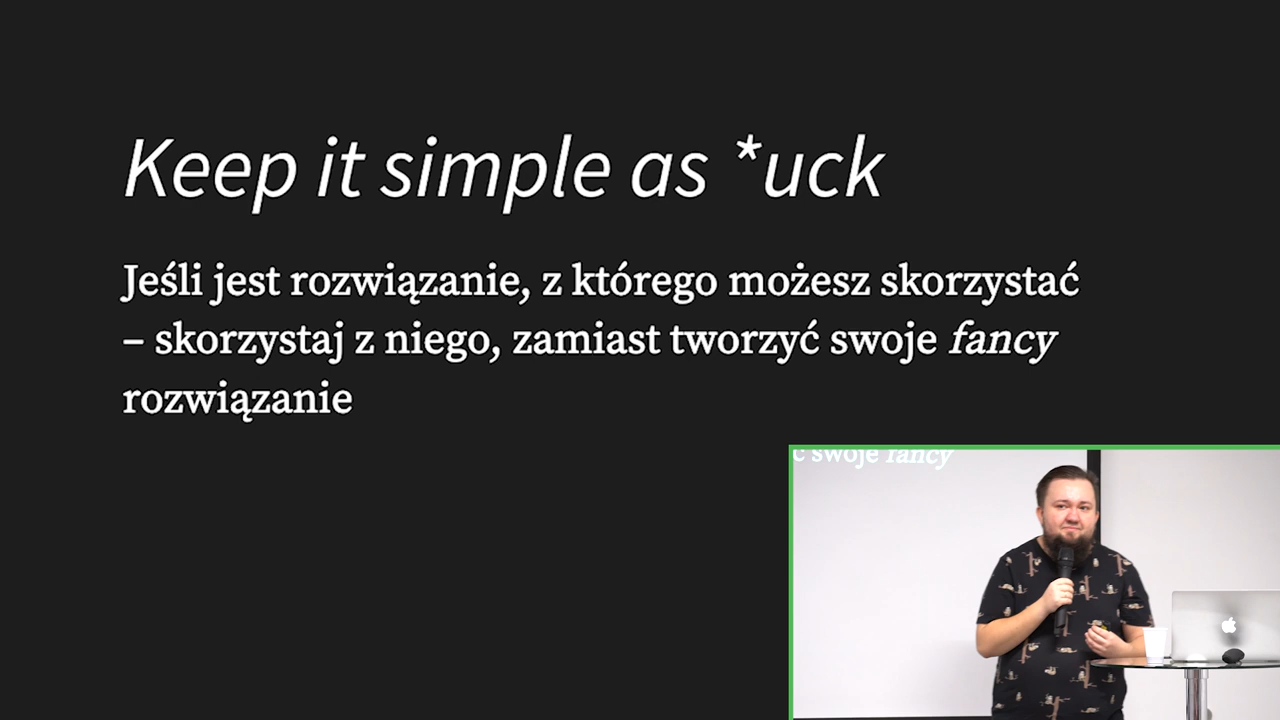 Keep it simple as *uck
Jeśli jest rozwiązanie, z którego możesz skorzystać
– skorzystaj z niego, zamiast tworzyć swoje fancy
rozwiązanie
ć swoje fancy